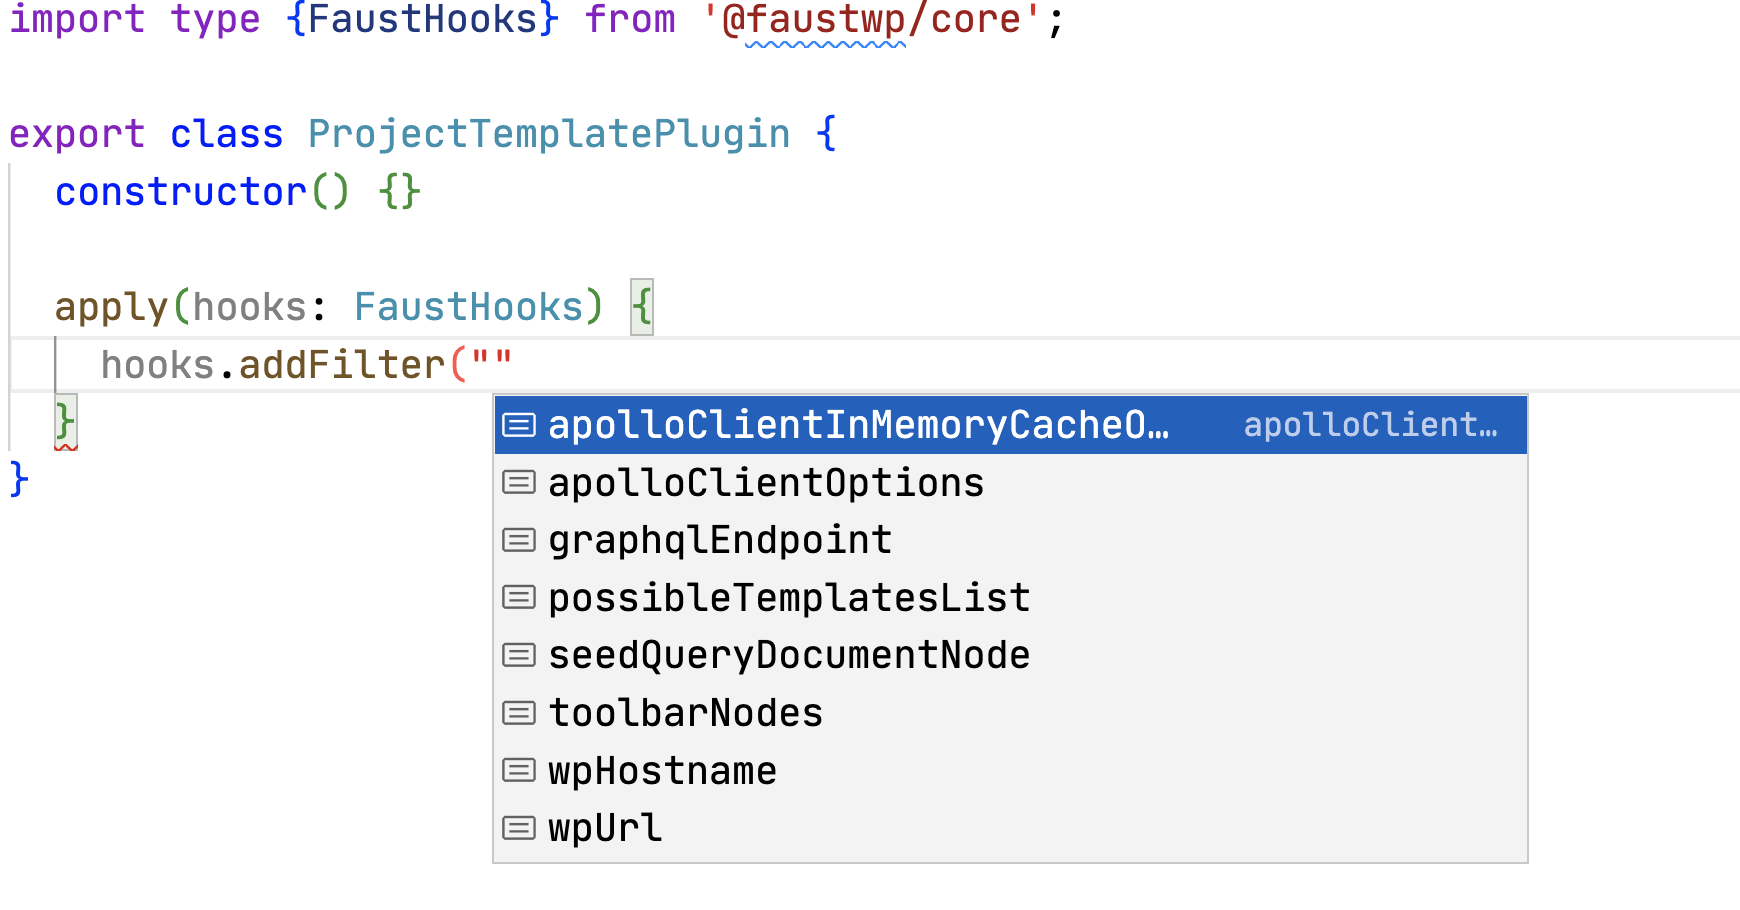 import type {FaustHooks} from '@faustwp/core';
export class ProjectTemplatePlugin {
constructor() {}
apply(hooks: FaustHooks) {
hooks.addFilter(""
}
}
apolloClientInMemoryCacheO… apolloClient…
apolloClientOptions
graphqlEndpoint
possibleTemplatesList
seedQueryDocumentNode
toolbarNodes
wpHostname
wpUrl